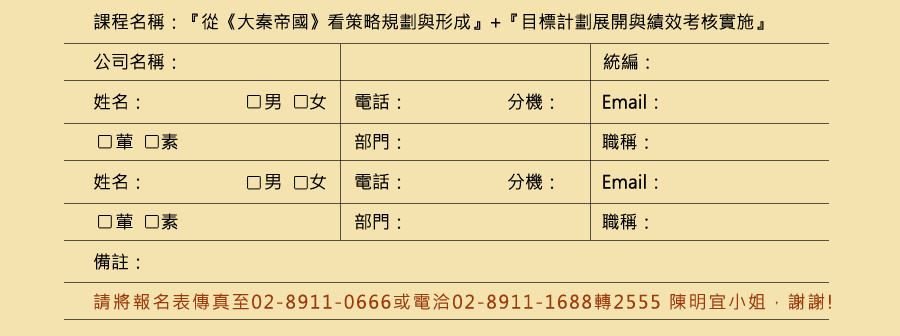 課程名稱：『從《大秦帝國》看策略規劃與形成』+『目標計劃展開與績效考核實施』
公司名稱： 統編：
姓名： □男 □女 電話： 分機： Email：
□葷 □素 部門： 職稱：
姓名： □男 □女 電話： 分機： Email：
□葷 □素 部門： 職稱：
備註：
請將報名表傳真至02-8911-0666或電洽02-8911-1688轉2555 陳明宜小姐，謝謝!